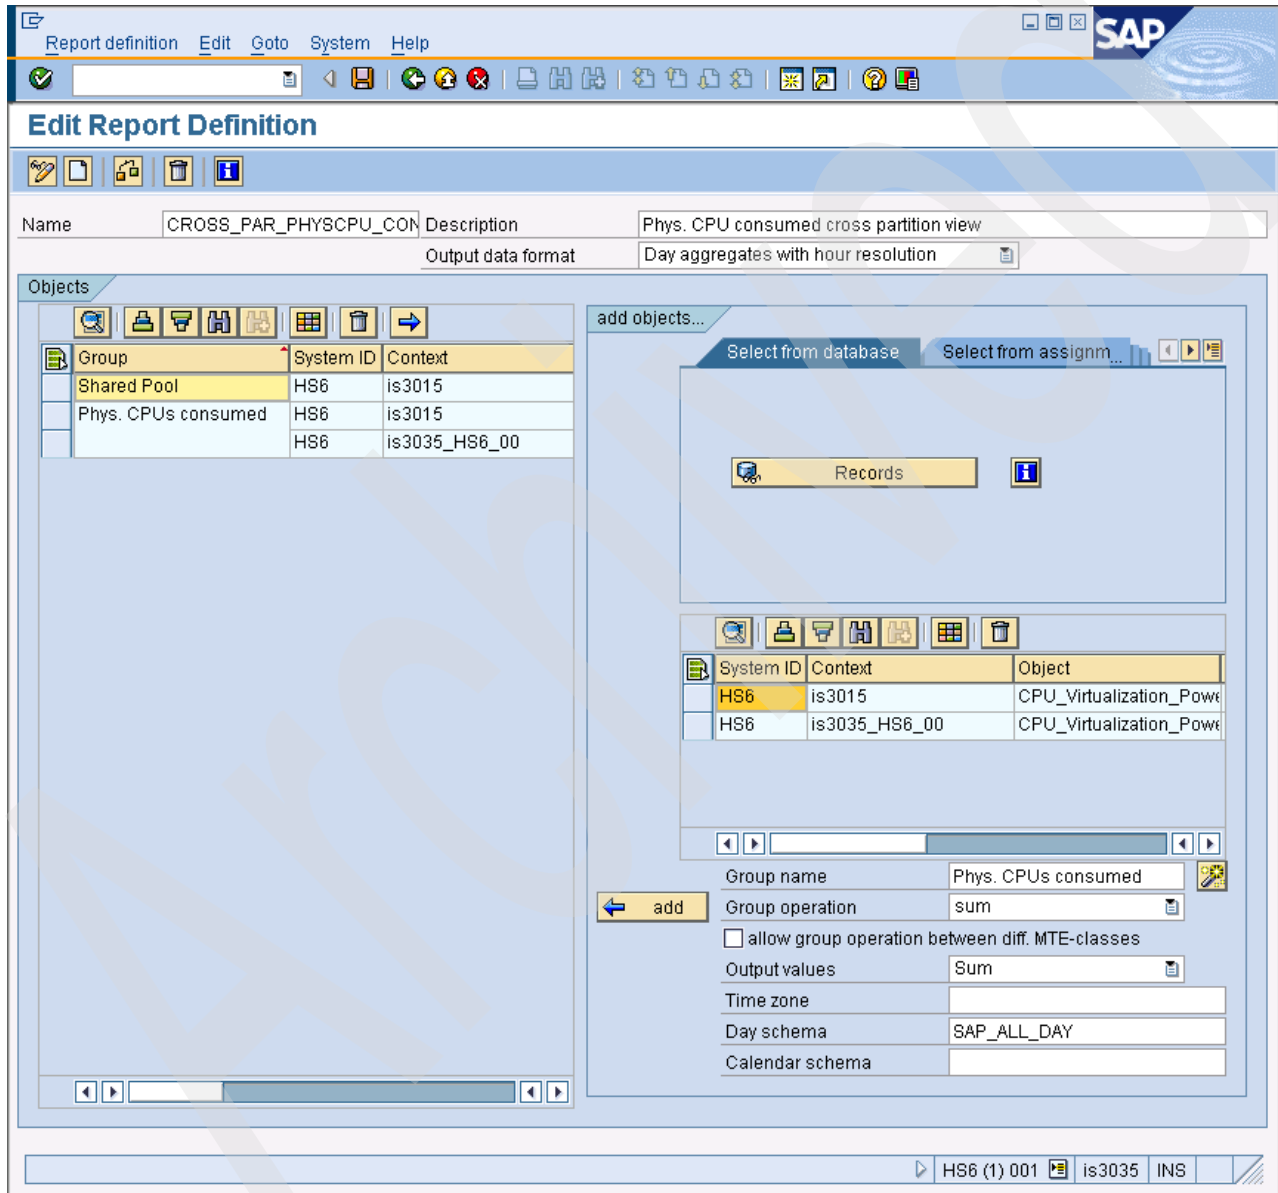 Report definition Edit Goto System Help
SAP
Edit Report Definition
Name CROSS_PAR_PHYSCPU_CON Description Phys. CPU consumed cross partition view
Output data format Day aggregates with hour resolution
Objects
add objects...
Group System ID Context
Shared Pool HS6 is3015
Phys. CPUs consumed HS6 is3015
HS6 is3035_HS6_00
Select from database Select from assignm...
Records
System ID Context Object
HS6 is3015 CPU_Virtualization_Powe
HS6 is3035_HS6_00 CPU_Virtualization_Powe
Group name Phys. CPUs consumed
add
Group operation sum
allow group operation between diff. MTE-classes
Output values Sum
Time zone
Day schema SAP_ALL_DAY
Calendar schema
HS6 (1) 001 is3035 INS